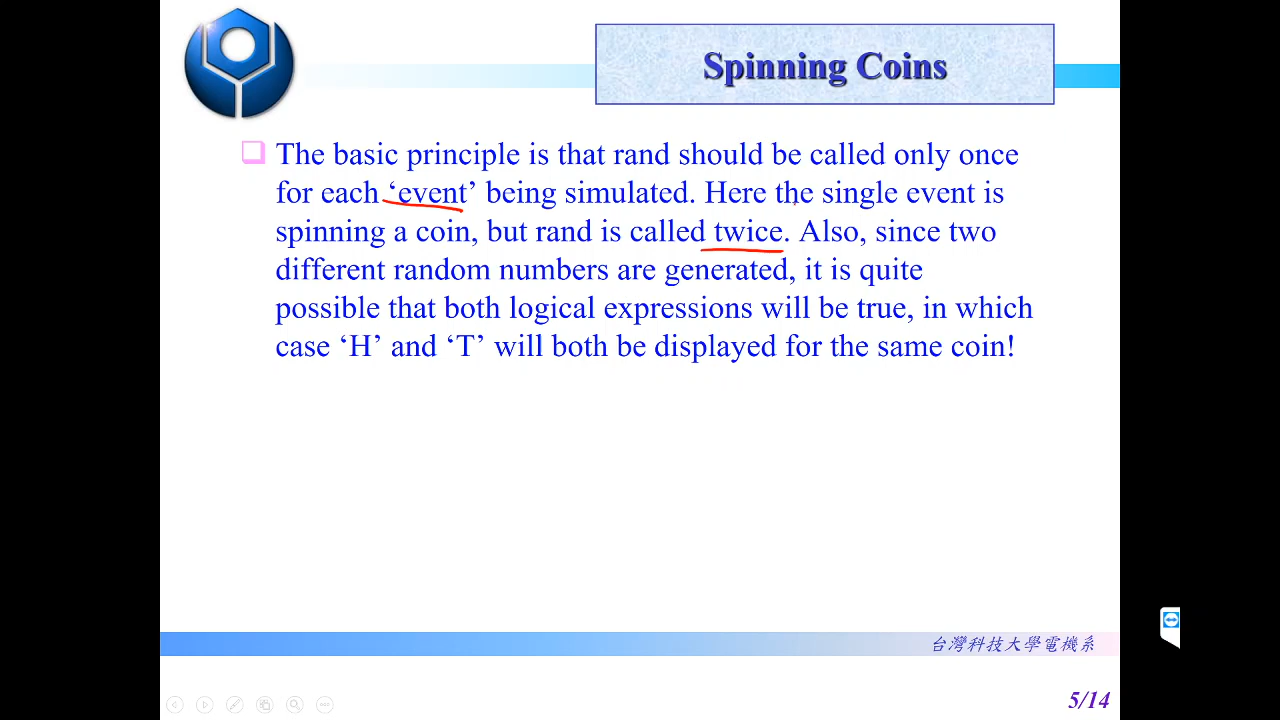 Spinning Coins
The basic principle is that rand should be called only once
for each ‘event’ being simulated. Here the single event is
spinning a coin, but rand is called twice. Also, since two
different random numbers are generated, it is quite
possible that both logical expressions will be true, in which
case ‘H’ and ‘T’ will both be displayed for the same coin!
台灣科技大學電機系
5/14